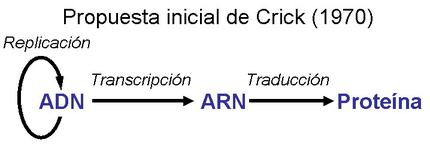 Propuesta inicial de Crick (1970)
Replicación
Transcripción
Traducción
ADN
ARN
Proteína